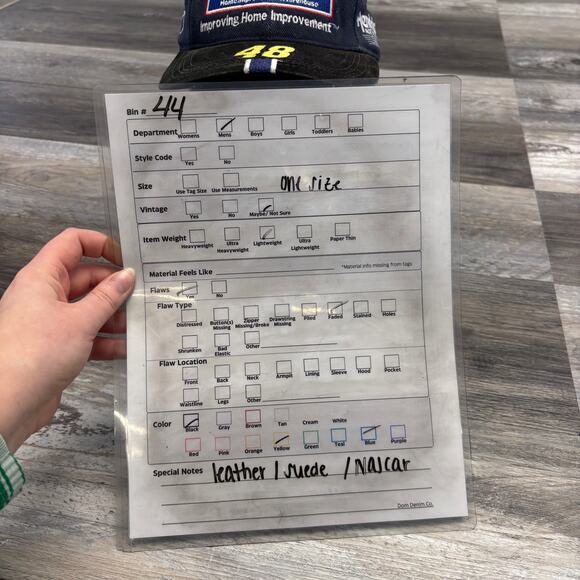 Improving Home Improvement
48
Bin # 44
Department Womens Mens Boys Girls Toddlers Babies
Style Code Yes No
Size Use Tag Size Use Measurements one size
Vintage Yes No Maybe/ Not Sure
Item Weight Heavyweight Ultra Heavyweight Lightweight Ultra Lightweight Paper Thin
Material Feels Like *Material info missing from tags
Flaws Yes No
Flaw Type
Distressed Button(s) Missing Zipper Missing/Broke Drawstring Missing Pilled Faded Stained Holes
Shrunken Bad Elastic Other
Flaw Location
Front Back Neck Armpit Lining Sleeve Hood Pocket
Waistline Legs Other
Color Black Gray Brown Tan Cream White
Red Pink Orange Yellow Green Teal Blue Purple
Special Notes leather / suede / Nascar
Dom Denim Co.